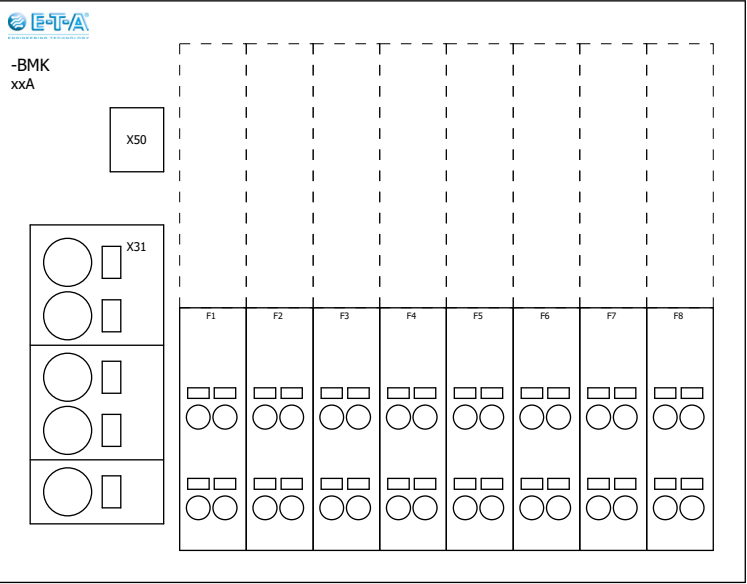 E-T-A
ENGINEERING TECHNOLOGY
-BMK
xxA
X50
X31
F1 F2 F3 F4 F5 F6 F7 F8